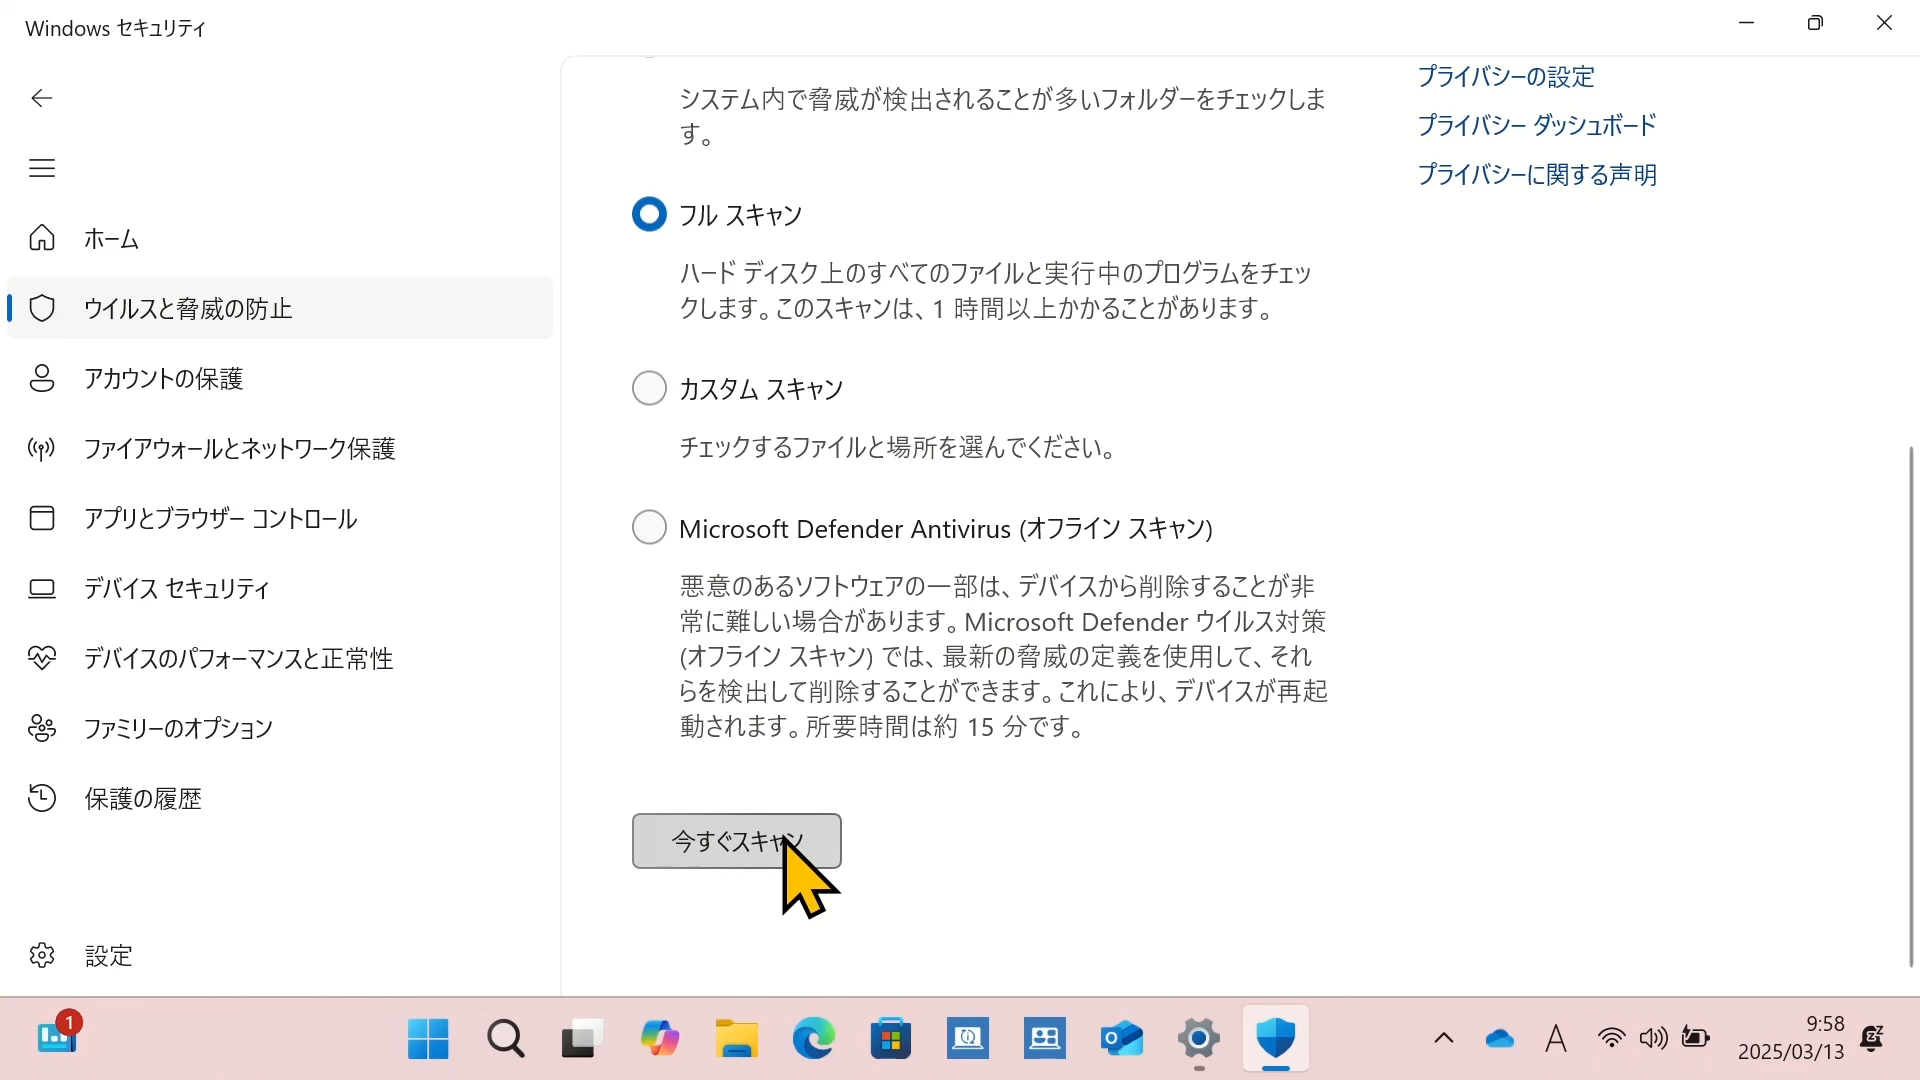 Windows セキュリティ
ホーム
ウイルスと脅威の防止
アカウントの保護
ファイアウォールとネットワーク保護
アプリとブラウザー コントロール
デバイス セキュリティ
デバイスのパフォーマンスと正常性
ファミリーのオプション
保護の履歴
設定
システム内で脅威が検出されることが多いフォルダーをチェックしま
す。
フル スキャン
ハード ディスク上のすべてのファイルと実行中のプログラムをチェッ
クします。このスキャンは、1 時間以上かかることがあります。
カスタム スキャン
チェックするファイルと場所を選んでください。
Microsoft Defender Antivirus (オフライン スキャン)
悪意のあるソフトウェアの一部は、デバイスから削除することが非
常に難しい場合があります。Microsoft Defender ウイルス対策
(オフライン スキャン) では、最新の脅威の定義を使用して、それ
らを検出して削除することができます。これにより、デバイスが再起
動されます。所要時間は約 15 分です。
今すぐスキャン
プライバシーの設定
プライバシー ダッシュボード
プライバシーに関する声明
1
A
9:58
2025/03/13